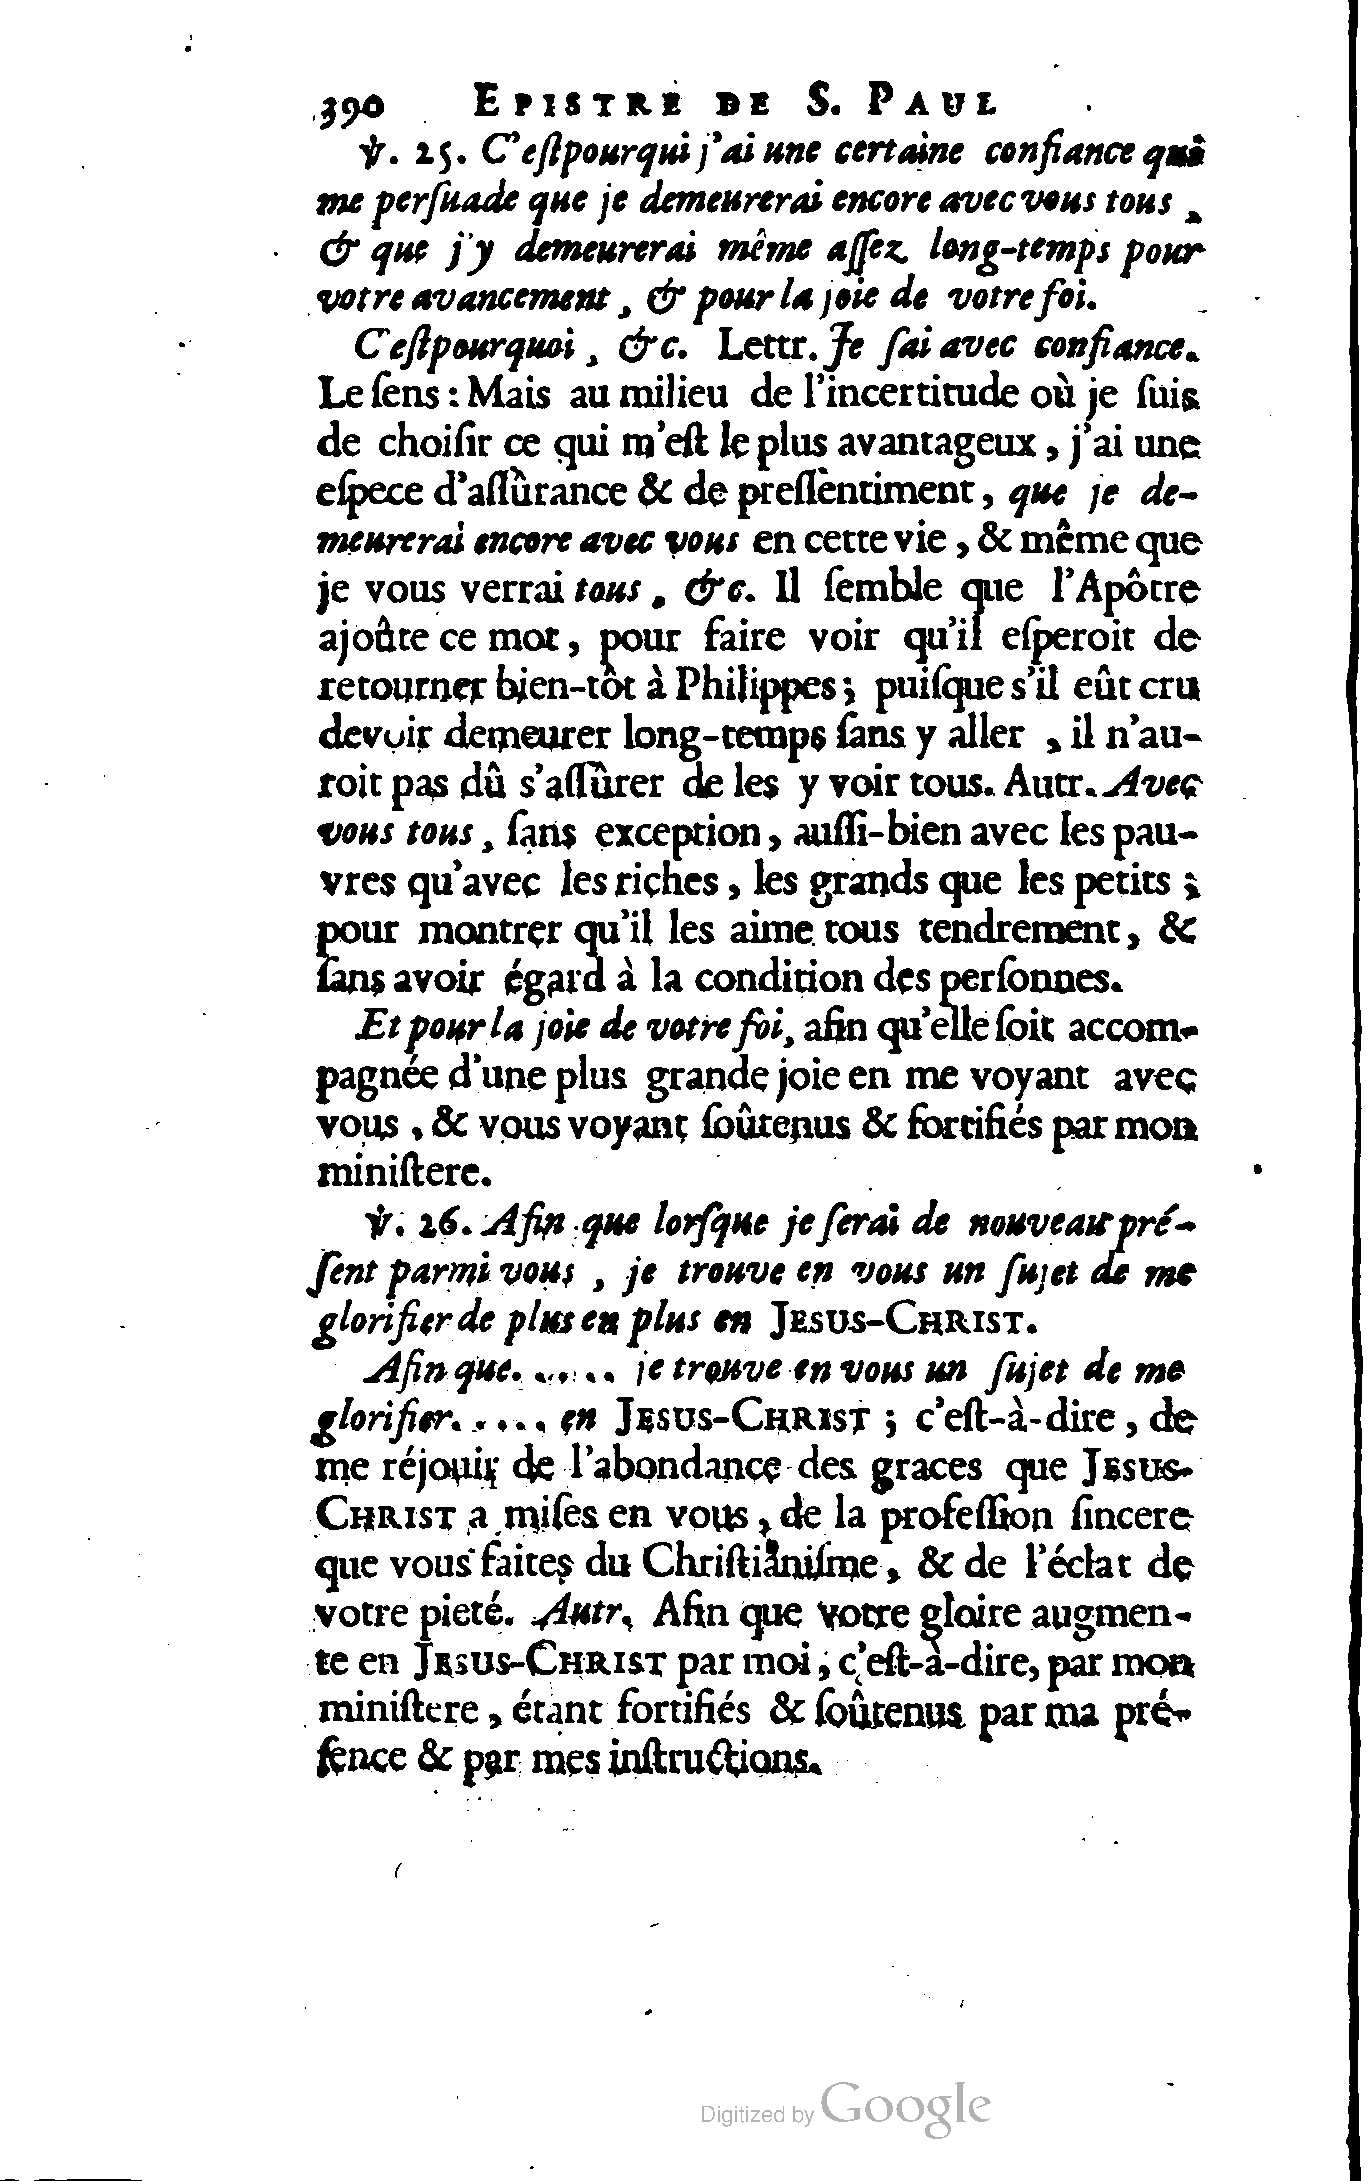 390 EPISTRE DE S. PAUL
℣. 25. C'eſtpourqui j'ai une certaine confiance qui
me perſuade que je demeurerai encore avec vous tous,
& que j'y demeurerai même aſſez long-temps pour
votre avancement, & pour la joie de votre foi.
C'eſtpourquoi, &c. Lettr. Je ſai avec confiance.
Le ſens : Mais au milieu de l'incertitude où je ſuis
de choiſir ce qui m'eſt le plus avantageux, j'ai une
eſpece d'aſſûrance & de preſſentiment, que je de-
meurerai encore avec vous en cette vie, & même que
je vous verrai tous, &c. Il ſemble que l'Apôtre
ajoûte ce mot, pour faire voir qu'il eſperoit de
retourner bien-tôt à Philippes; puiſque s'il eût cru
devoir demeurer long-temps ſans y aller, il n'au-
roit pas dû s'aſſûrer de les y voir tous. Autr. Avec
vous tous, ſans exception, auſſi-bien avec les pau-
vres qu'avec les riches, les grands que les petits ;
pour montrer qu'il les aime tous tendrement, &
ſans avoir égard à la condition des perſonnes.
Et pour la joie de votre foi, afin qu'elle ſoit accom-
pagnée d'une plus grande joie en me voyant avec
vous, & vous voyant ſoûtenus & fortifiés par mon
miniſtere.
℣. 26. Afin que lorſque je ſerai de nouveau pré-
ſent parmi vous, je trouve en vous un ſujet de me
glorifier de plus en plus en JESUS-CHRIST.
Afin que. ..... je trouve en vous un ſujet de me
glorifier. .... en JESUS-CHRIST ; c'eſt-à-dire, de
me réjouir de l'abondance des graces que JESUS-
CHRIST a miſes en vous, de la profeſſion ſincere
que vous faites du Chriſtianiſme, & de l'éclat de
votre pieté. Autr. Afin que votre gloire augmen-
te en JESUS-CHRIST par moi, c'eſt-à-dire, par mon
miniſtere, étant fortifiés & ſoûtenus par ma pré-
ſence & par mes inſtructions.
Digitized by Google